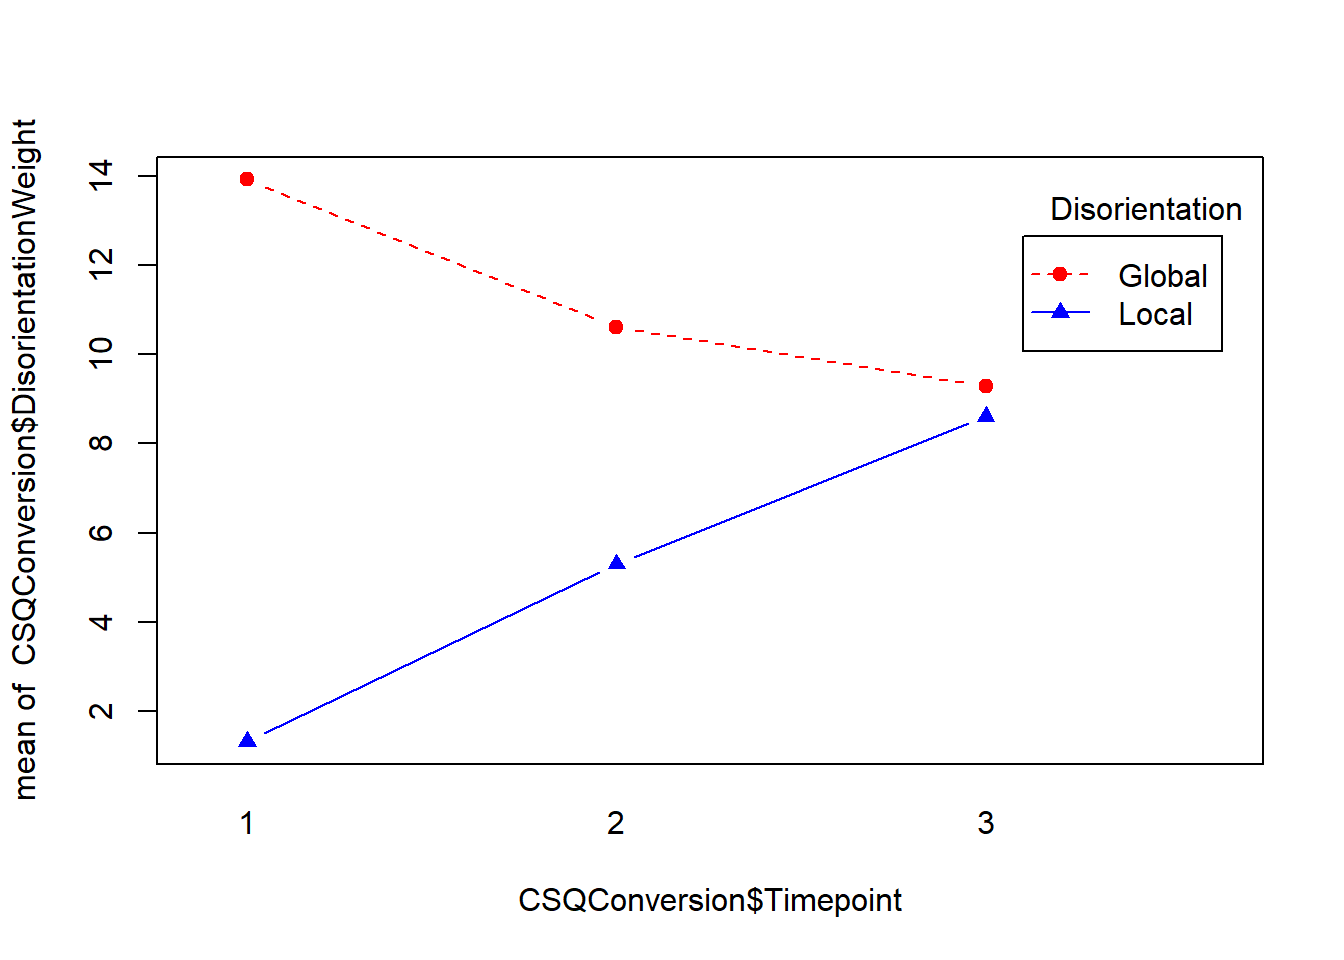 mean of  CSQConversion$DisorientationWeight
14
12
10
8
6
4
2
Disorientation
Global
Local
1 2 3
CSQConversion$Timepoint